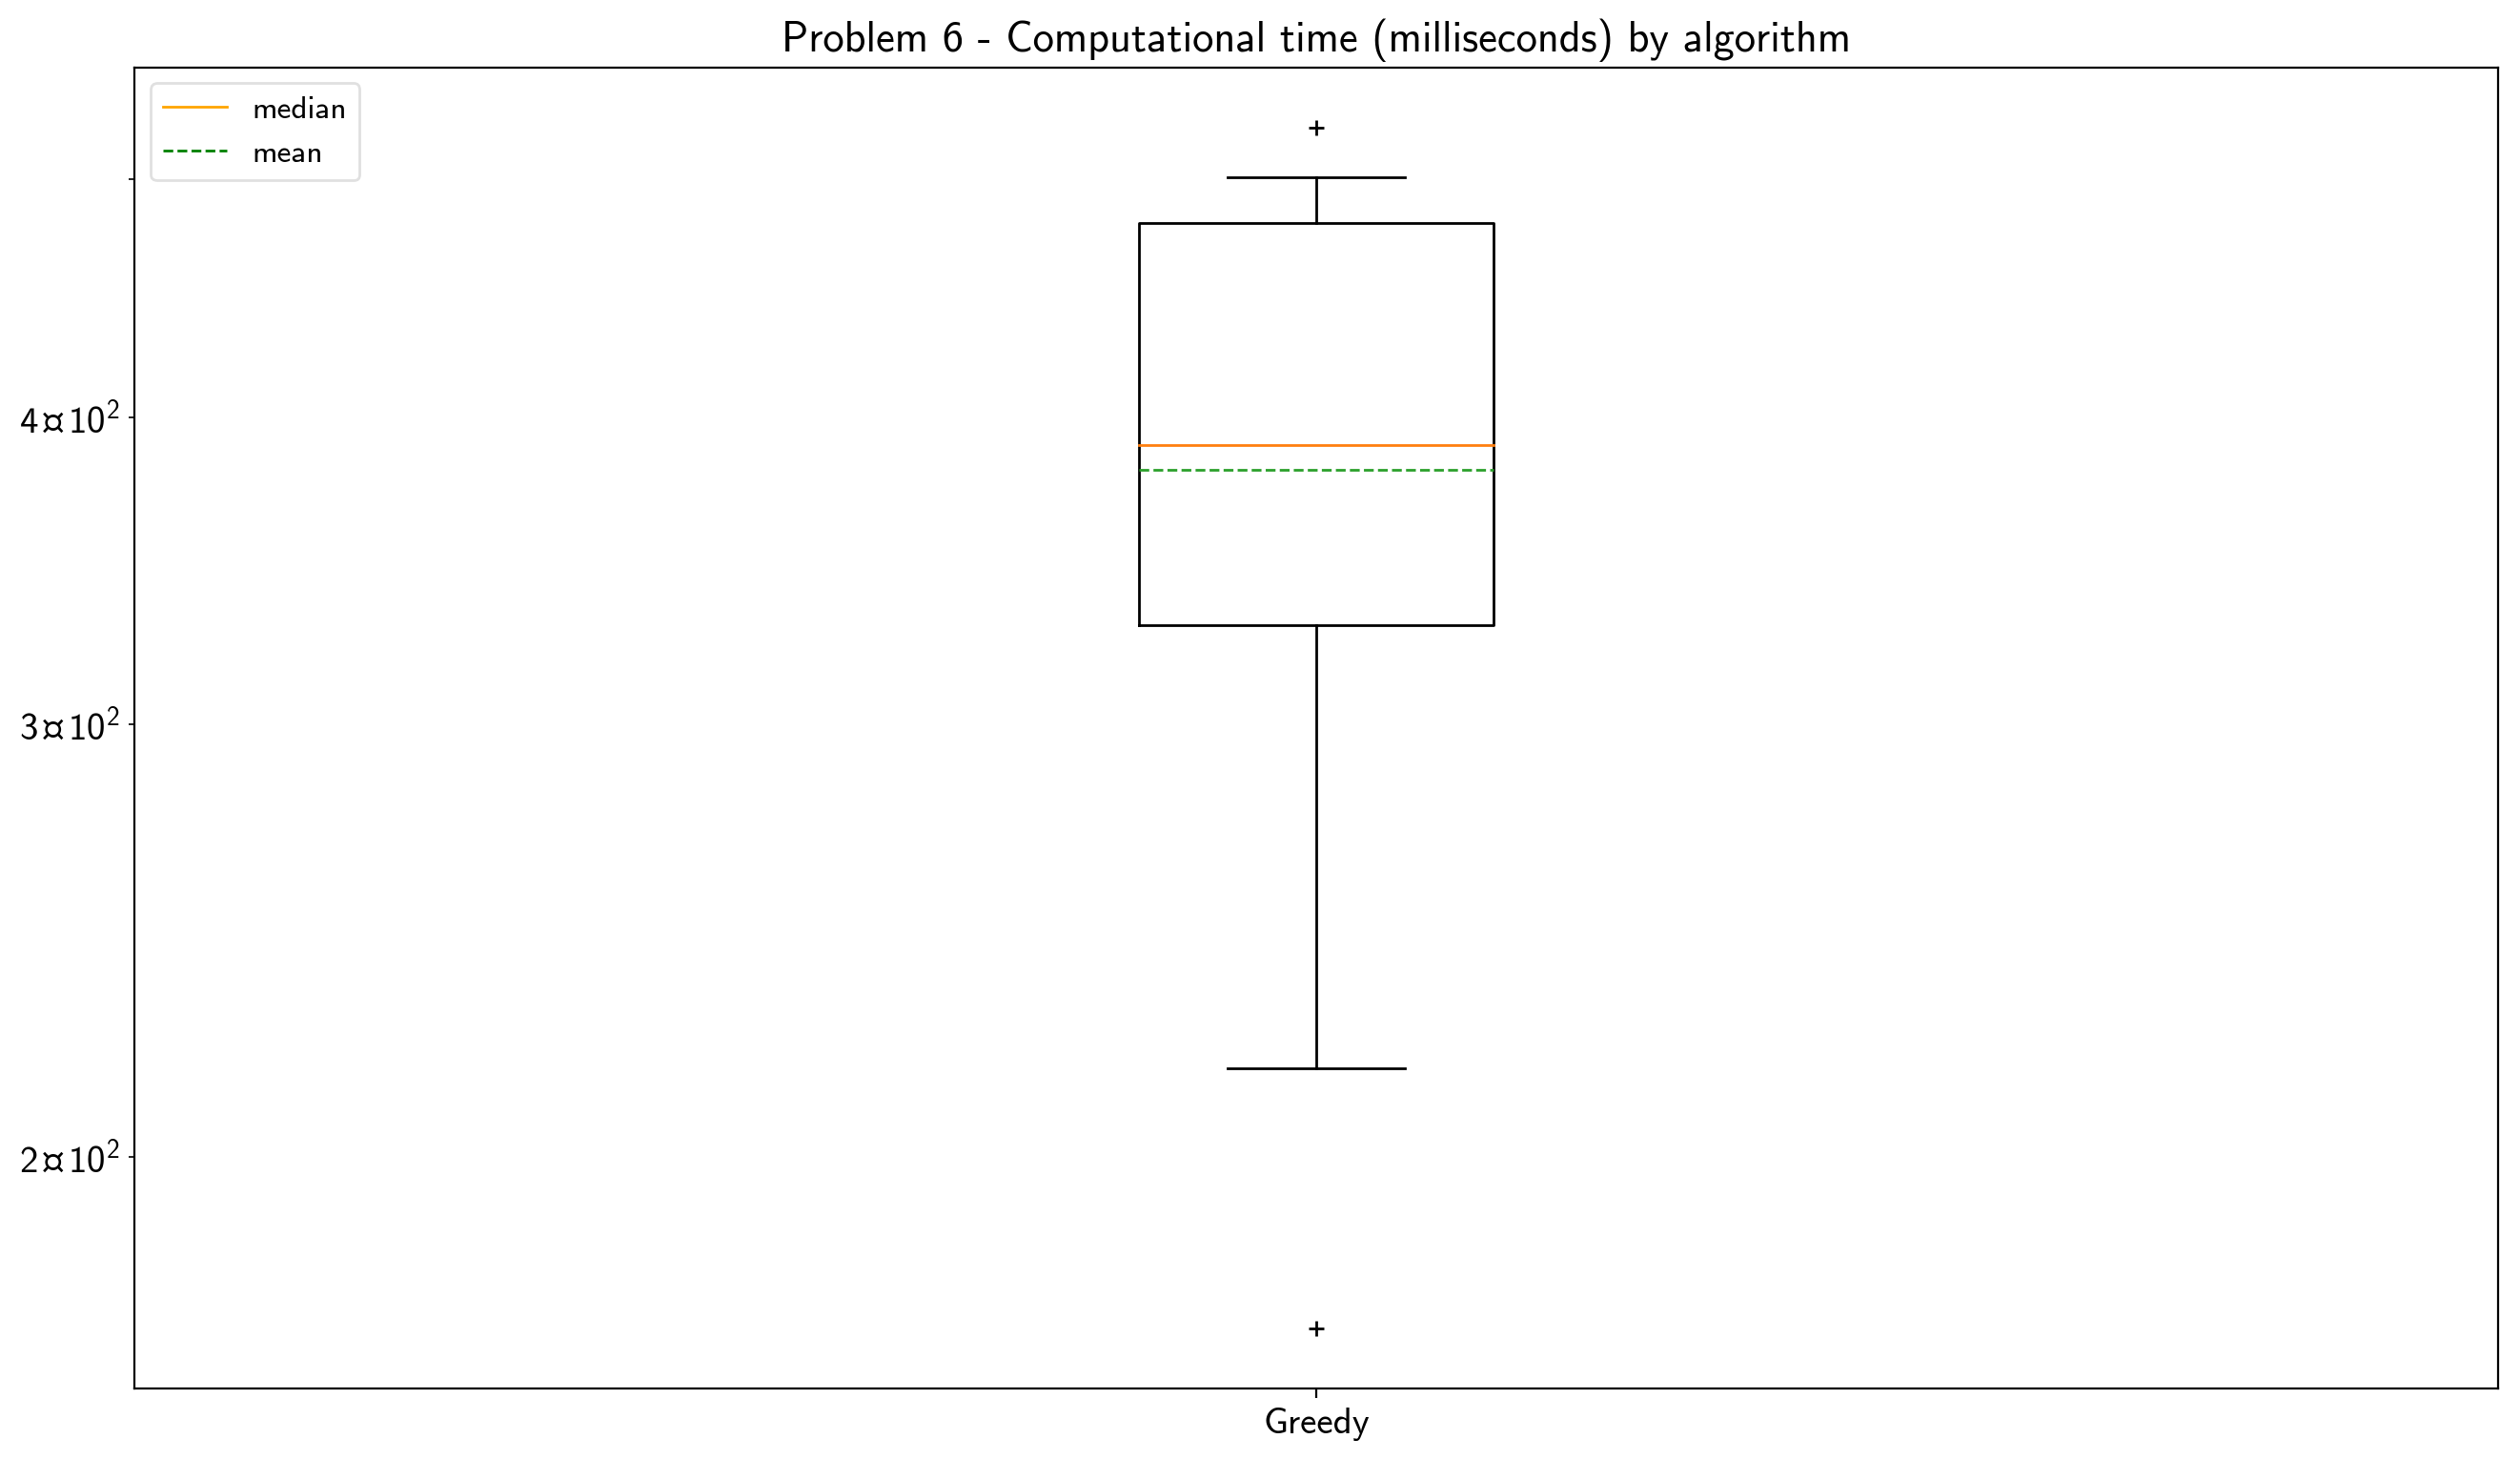 Problem 6 - Computational time (milliseconds) by algorithm
median
mean
4¤10²
3¤10²
2¤10²
Greedy